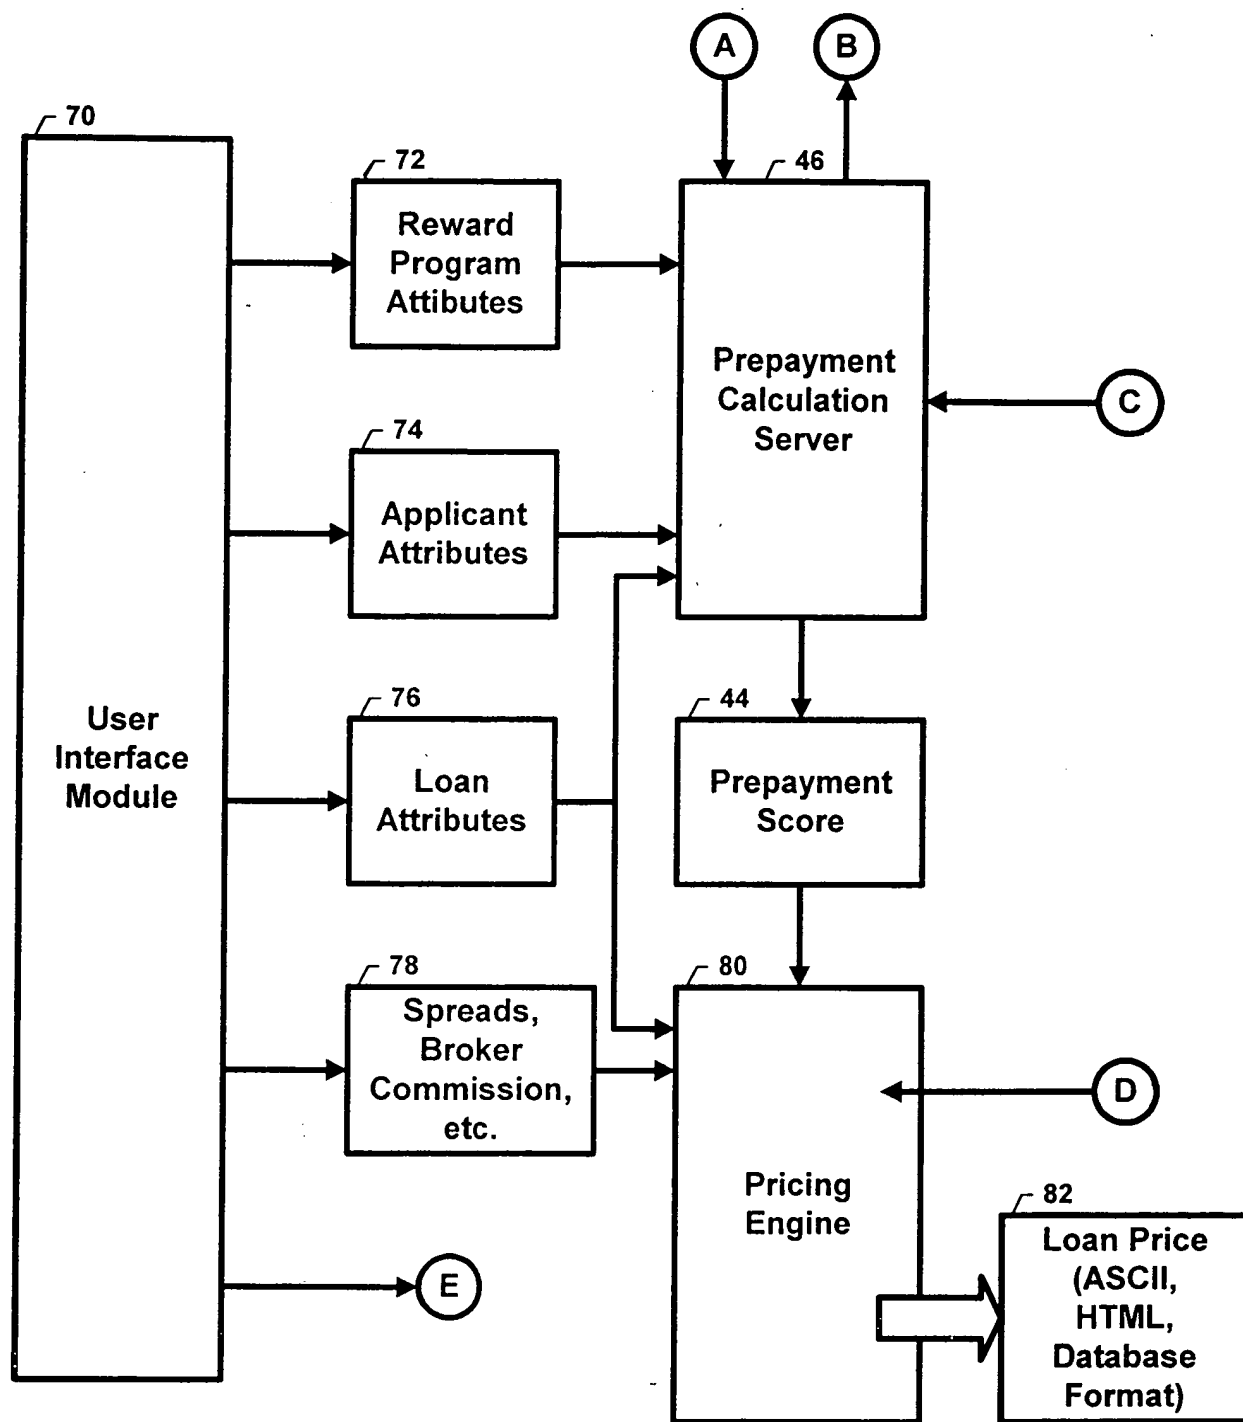 A
B
70
72
46
Reward
Program
Attibutes
Prepayment
Calculation
Server
C
74
Applicant
Attributes
User
Interface
Module
76
Loan
Attributes
44
Prepayment
Score
78
Spreads,
Broker
Commission,
etc.
80
Pricing
Engine
D
82
Loan Price
(ASCII,
HTML,
Database
Format)
E